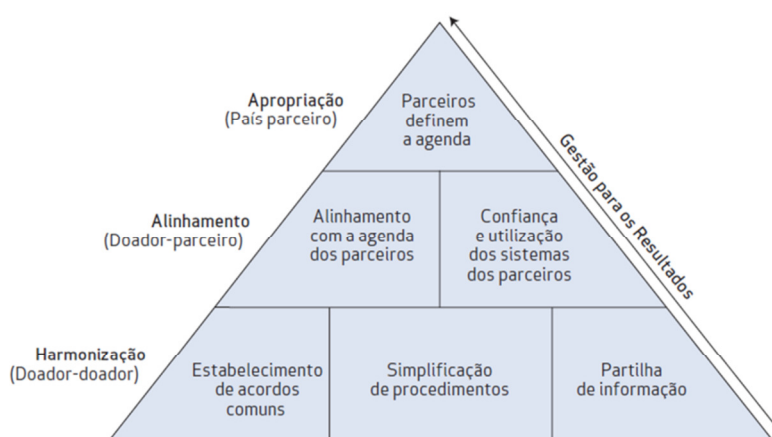 Apropriação
(País parceiro)
Parceiros
definem
a agenda
Gestão para os Resultados
Alinhamento
(Doador-parceiro)
Alinhamento
com a agenda
dos parceiros
Confiança
e utilização
dos sistemas
dos parceiros
Harmonização
(Doador-doador)
Estabelecimento
de acordos
comuns
Simplificação
de procedimentos
Partilha
de informação